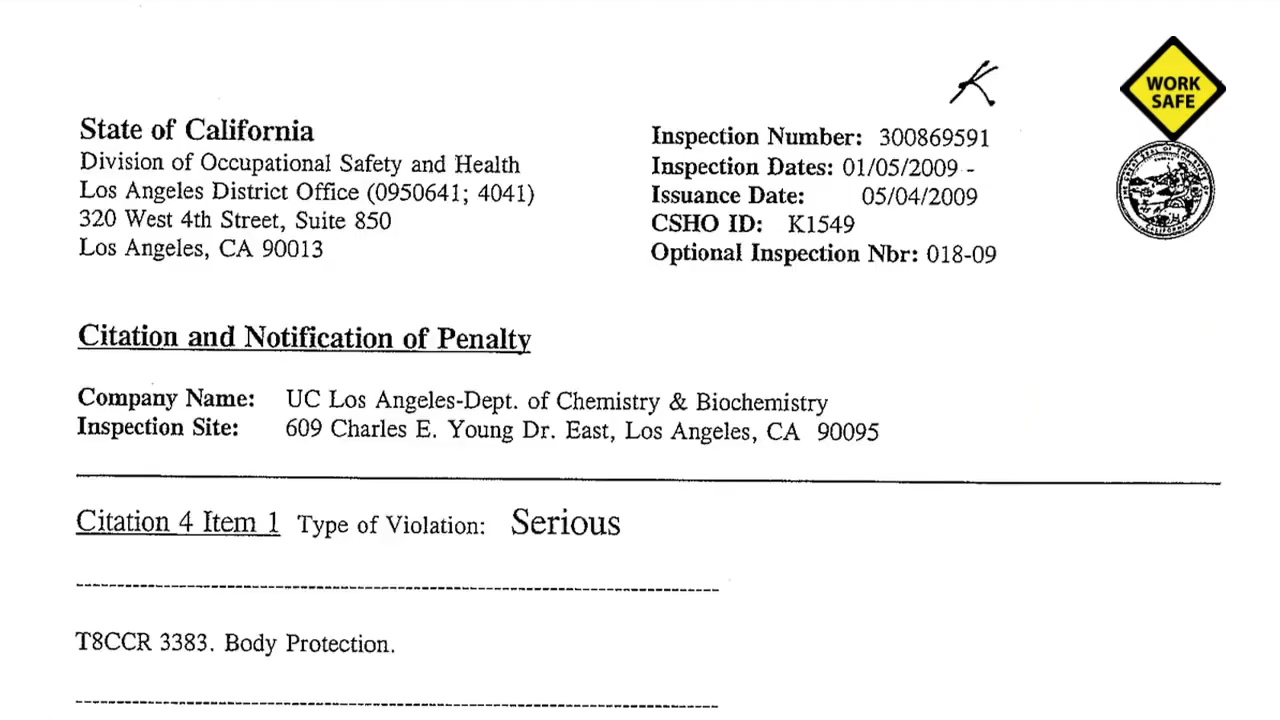 K
WORK
SAFE
State of California
Division of Occupational Safety and Health
Los Angeles District Office (0950641; 4041)
320 West 4th Street, Suite 850
Los Angeles, CA 90013
Inspection Number: 300869591
Inspection Dates: 01/05/2009 -
Issuance Date: 05/04/2009
CSHO ID: K1549
Optional Inspection Nbr: 018-09
Citation and Notification of Penalty
Company Name: UC Los Angeles-Dept. of Chemistry & Biochemistry
Inspection Site: 609 Charles E. Young Dr. East, Los Angeles, CA 90095
Citation 4 Item 1 Type of Violation: Serious
T8CCR 3383. Body Protection.